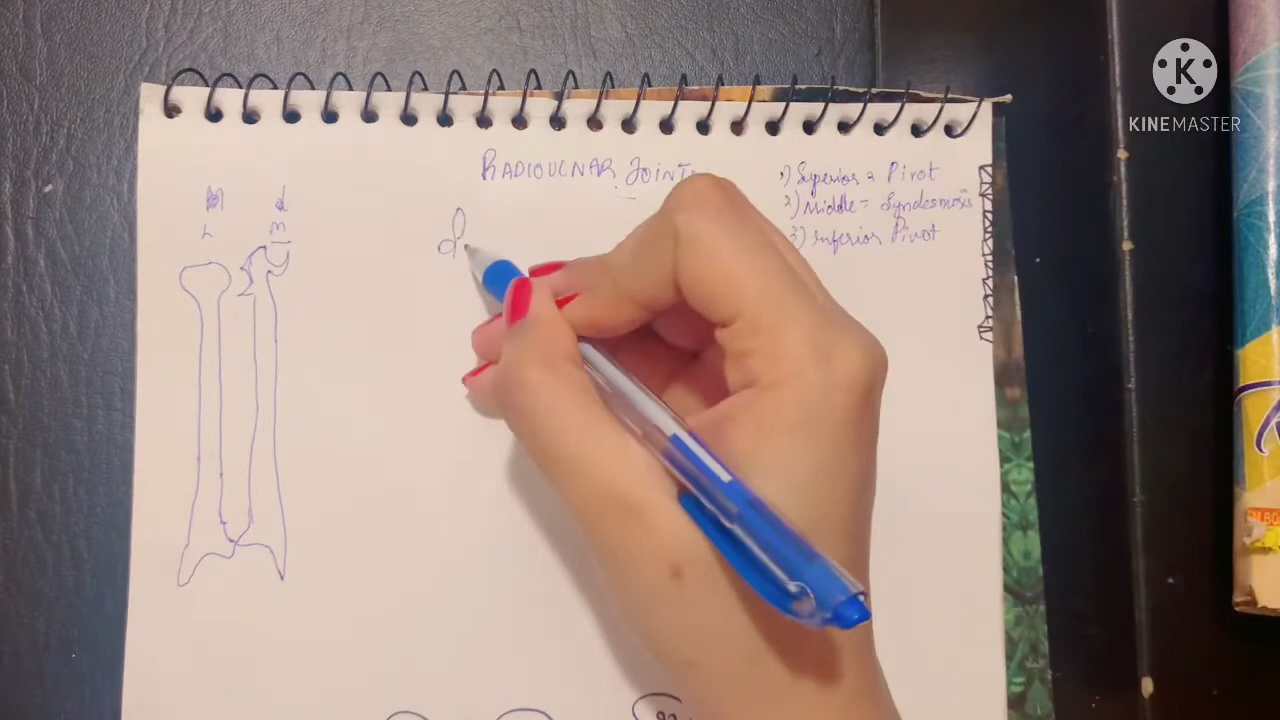 RADIOULNAR JOINT
1) Superior = Pivot
2) Middle = Syndesmosis
3) Inferior Pivot
d
L
m
d
K
KINEMASTER